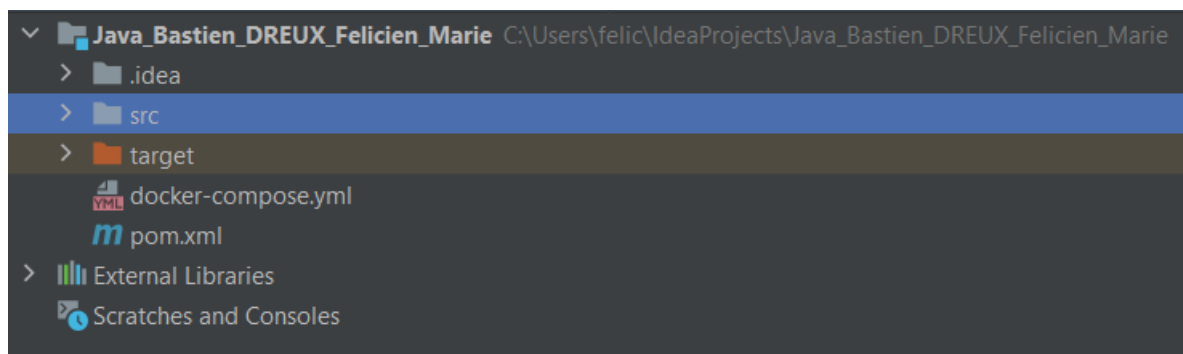 Java_Bastien_DREUX_Felicien_Marie C:\Users\felic\IdeaProjects\Java_Bastien_DREUX_Felicien_Marie
.idea
src
target
YML docker-compose.yml
m pom.xml
External Libraries
Scratches and Consoles